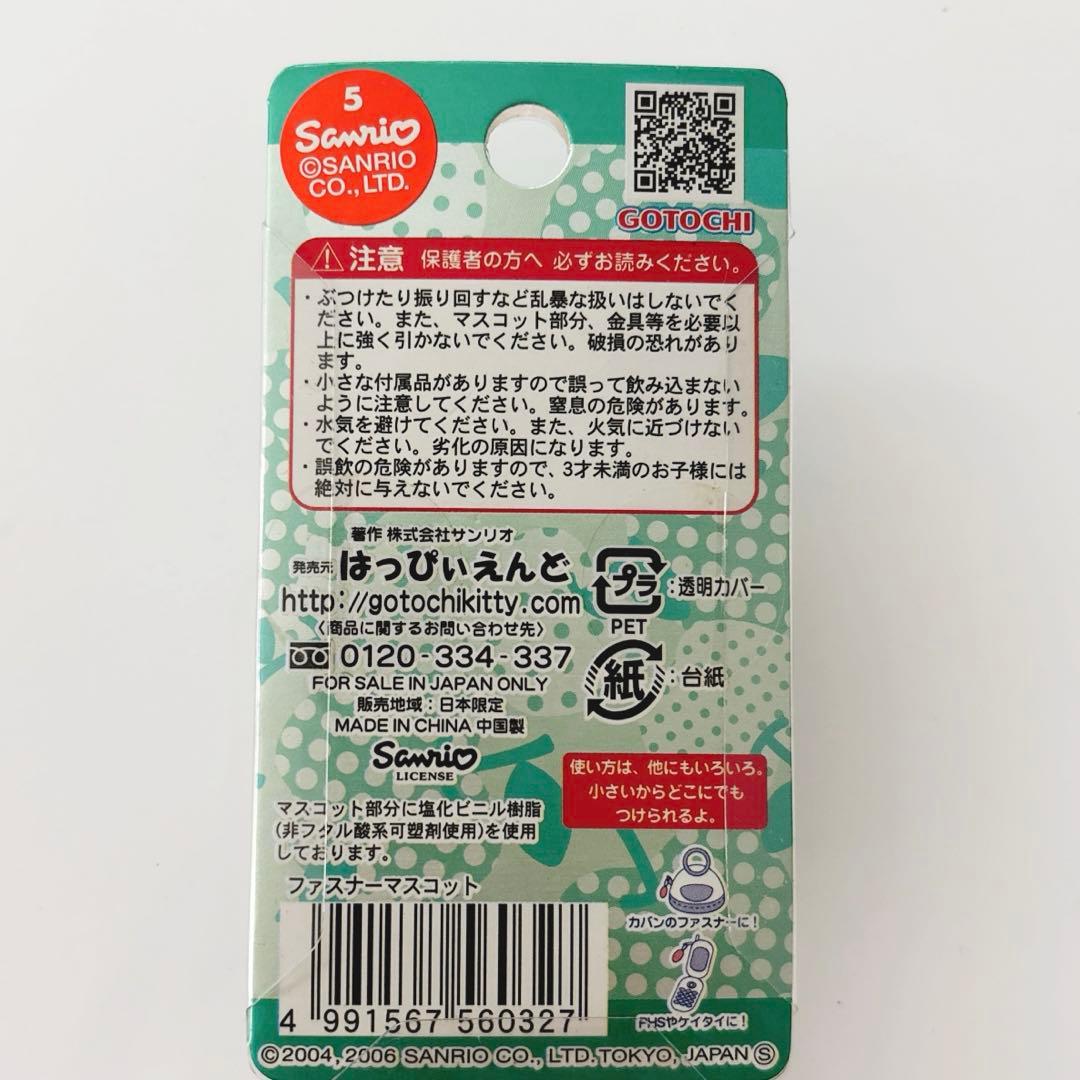 5
Sanrio
©SANRIO
CO., LTD.
GOTOCHI
注意 保護者の方へ 必ずお読みください。
・ぶつけたり振り回すなど乱暴な扱いはしないでく
ださい。また、マスコット部分、金具等を必要以
上に強く引かないでください。破損の恐れがあり
ます。
・小さな付属品がありますので誤って飲み込まない
ように注意してください。窒息の危険があります。
・水気を避けてください。また、火気に近づけない
でください。劣化の原因になります。
・誤飲の危険がありますので、3才未満のお子様には
絶対に与えないでください。
著作 株式会社サンリオ
発売元 はっぴぃえんど
http://gotochikitty.com
〈商品に関するお問い合わせ先〉
0120-334-337
FOR SALE IN JAPAN ONLY
販売地域：日本限定
MADE IN CHINA 中国製
Sanrio
LICENSE
プラ：透明カバー
PET
紙：台紙
使い方は、他にもいろいろ。
小さいからどこにでも
つけられるよ。
マスコット部分に塩化ビニル樹脂
(非フタル酸系可塑剤使用)を使用
しております。
ファスナーマスコット
カバンのファスナーに!
PHSやケイタイに!
4 991567 560327
©2004, 2006 SANRIO CO., LTD. TOKYO, JAPAN Ⓢ